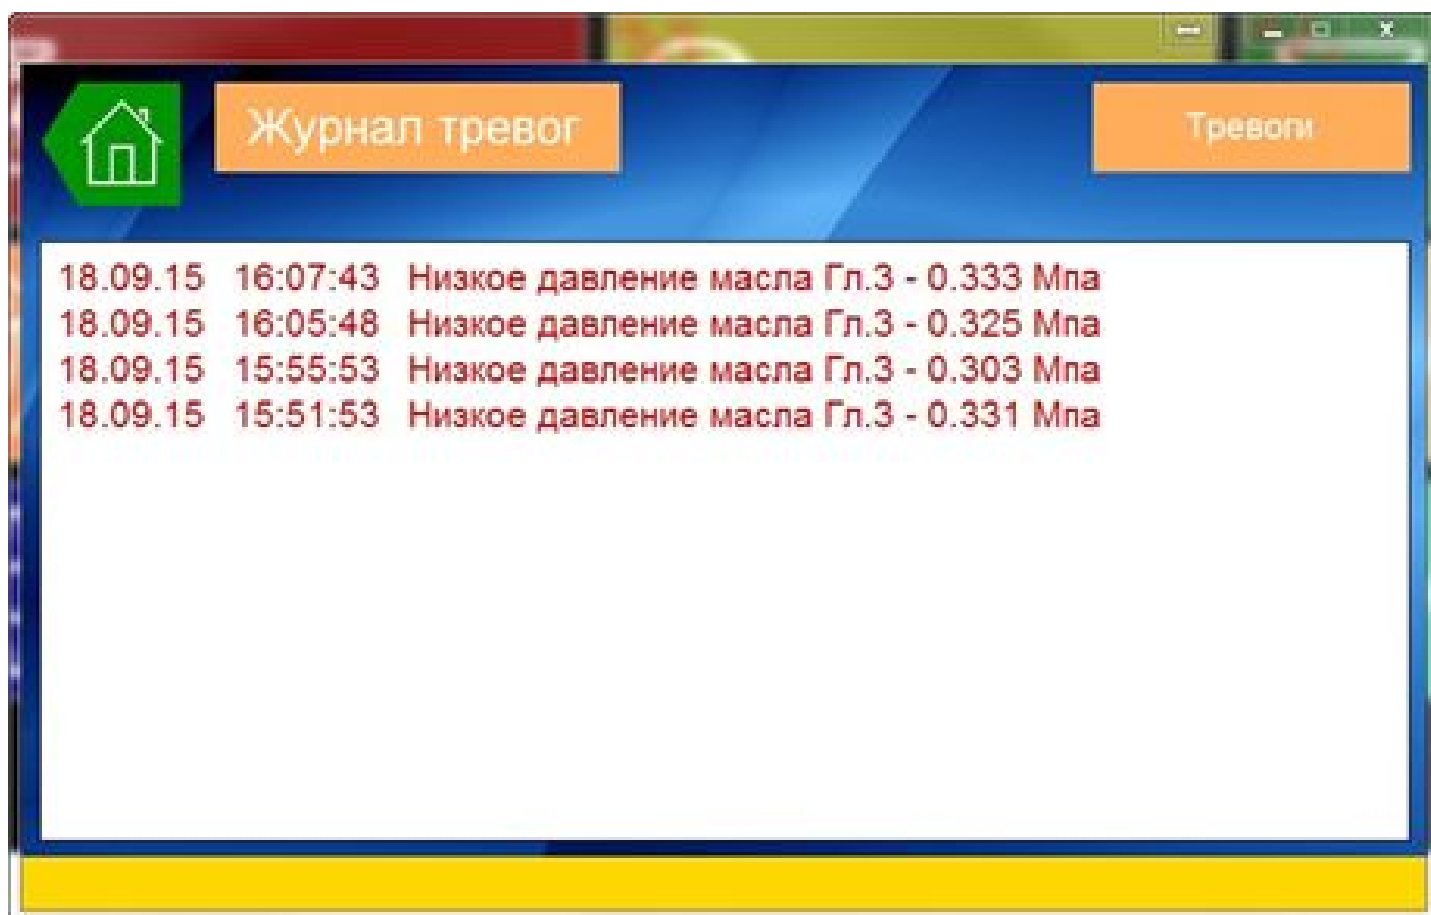 Журнал тревог
Тревоги
18.09.15 16:07:43 Низкое давление масла Гл.3 - 0.333 Мпа
18.09.15 16:05:48 Низкое давление масла Гл.3 - 0.325 Мпа
18.09.15 15:55:53 Низкое давление масла Гл.3 - 0.303 Мпа
18.09.15 15:51:53 Низкое давление масла Гл.3 - 0.331 Мпа